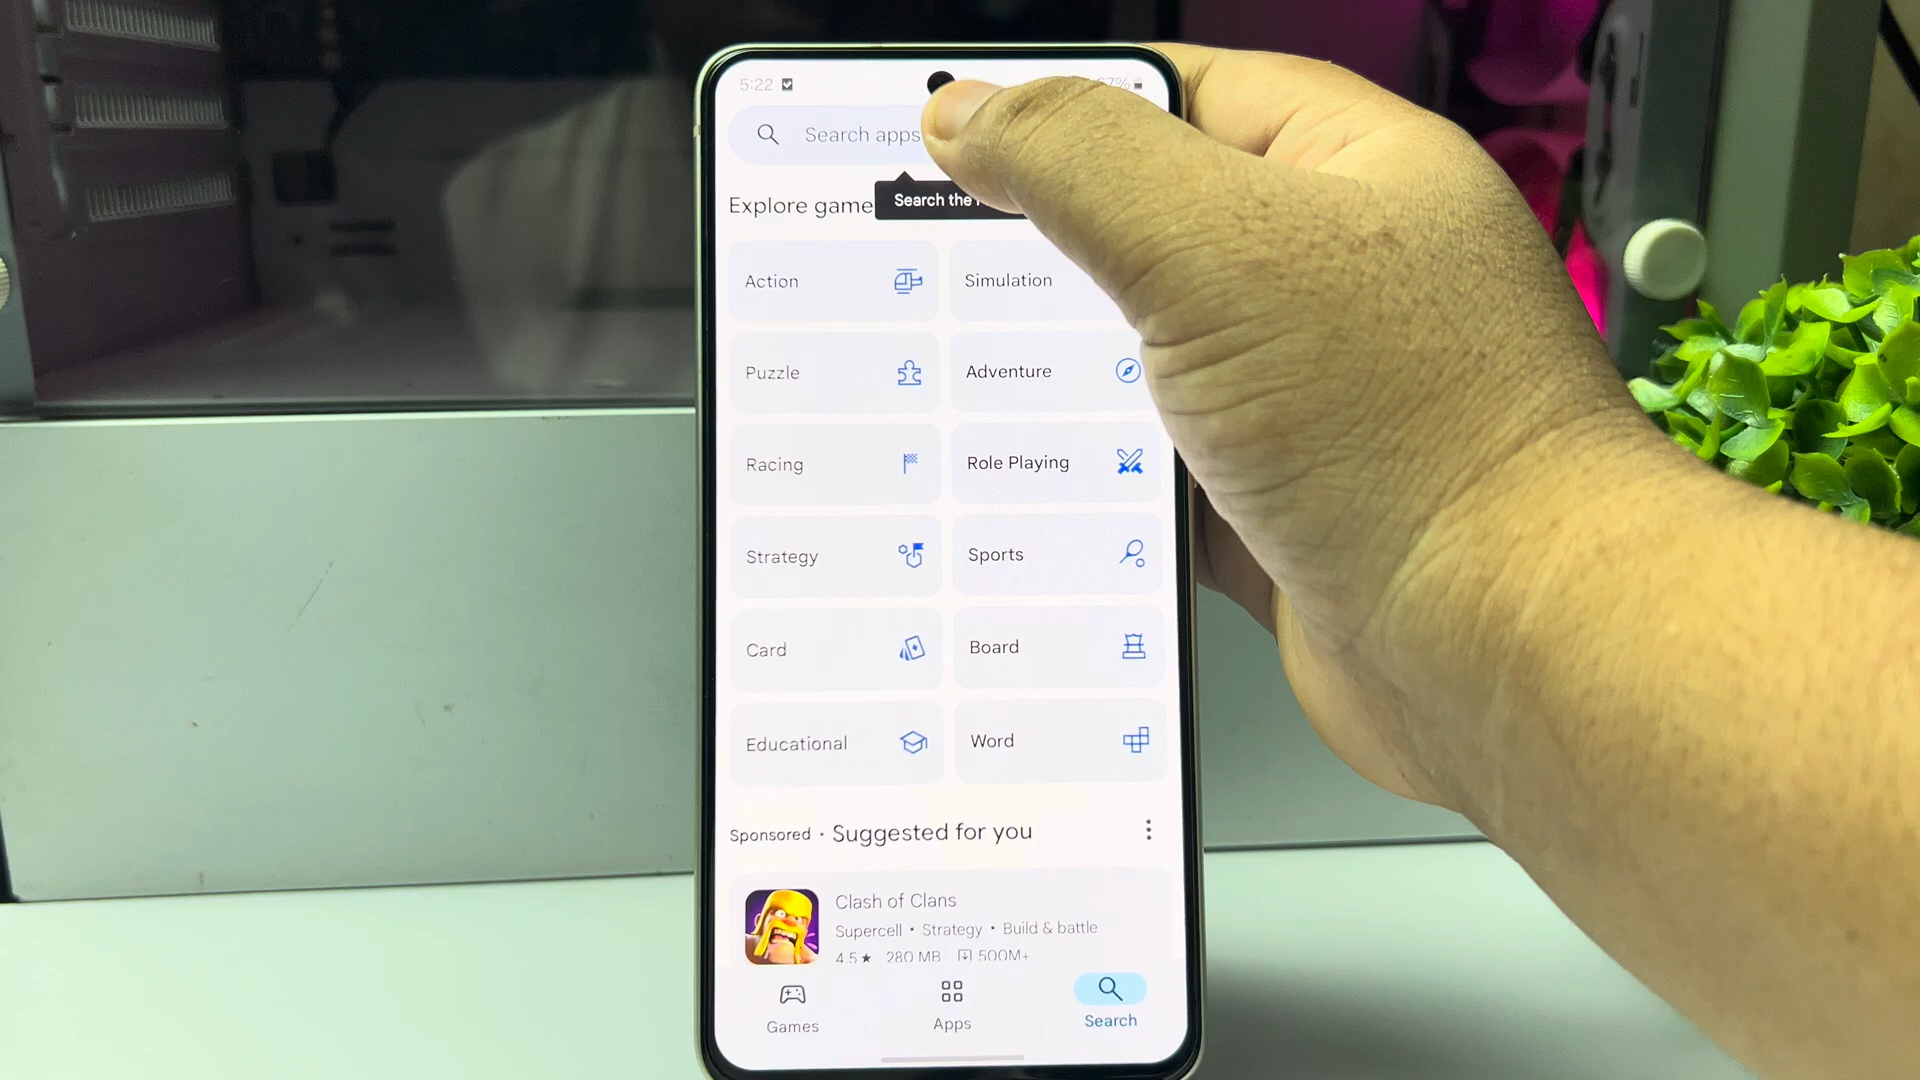 5:22
Search apps
Search the
Explore game
Action
Simulation
Puzzle
Adventure
Racing
Role Playing
Strategy
Sports
Card
Board
Educational
Word
Sponsored · Suggested for you
Clash of Clans
Supercell • Strategy • Build & battle
4.5★ 280 MB 500M+
Games
Apps
Search